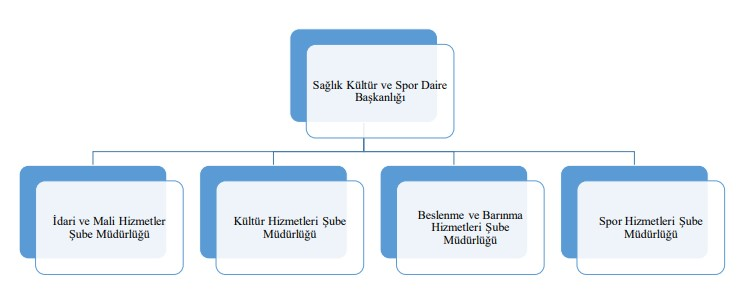 Sağlık Kültür ve Spor Daire
Başkanlığı
İdari ve Mali Hizmetler
Şube Müdürlüğü
Kültür Hizmetleri Şube
Müdürlüğü
Beslenme ve Barınma
Hizmetleri Şube
Müdürlüğü
Spor Hizmetleri Şube
Müdürlüğü